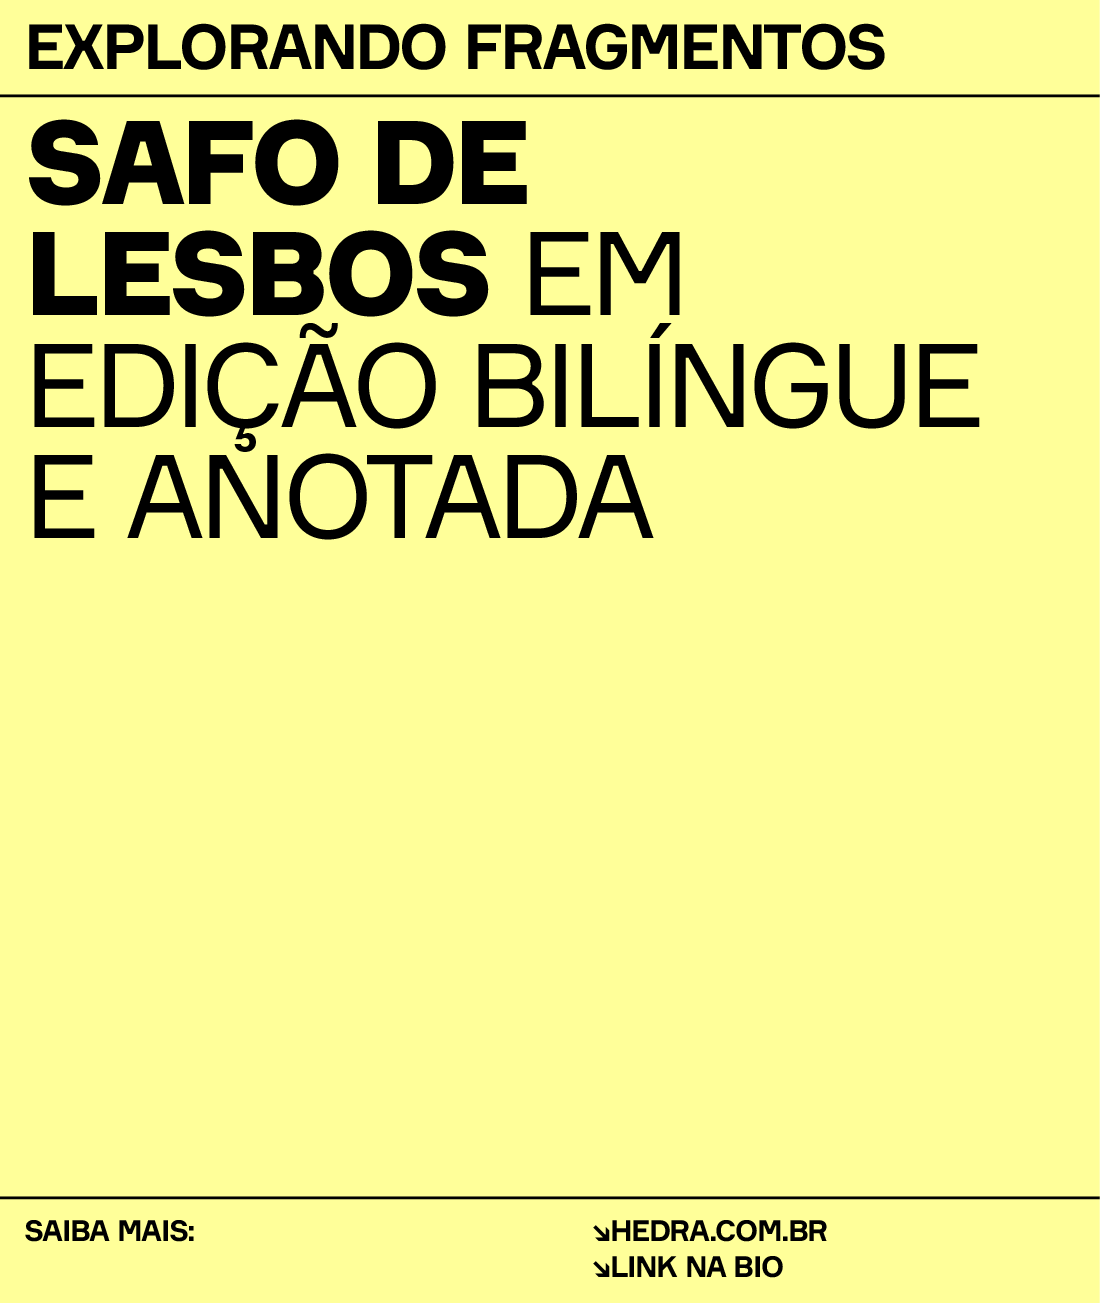 EXPLORANDO FRAGMENTOS
SAFO DE
LESBOS EM
EDIÇÃO BILÍNGUE
E ANOTADA
SAIBA MAIS:
↘HEDRA.COM.BR
↘LINK NA BIO